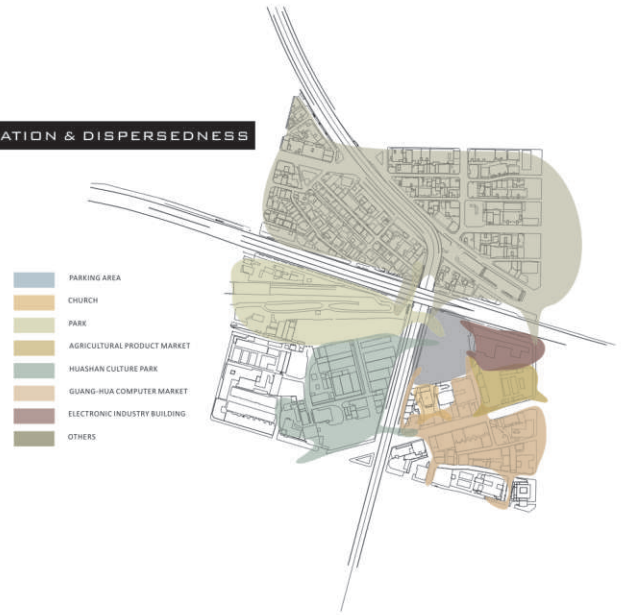 ATION & DISPERSEDNESS
PARKING AREA
CHURCH
PARK
AGRICULTURAL PRODUCT MARKET
HUASHAN CULTURE PARK
GUANG-HUA COMPUTER MARKET
ELECTRONIC INDUSTRY BUILDING
OTHERS